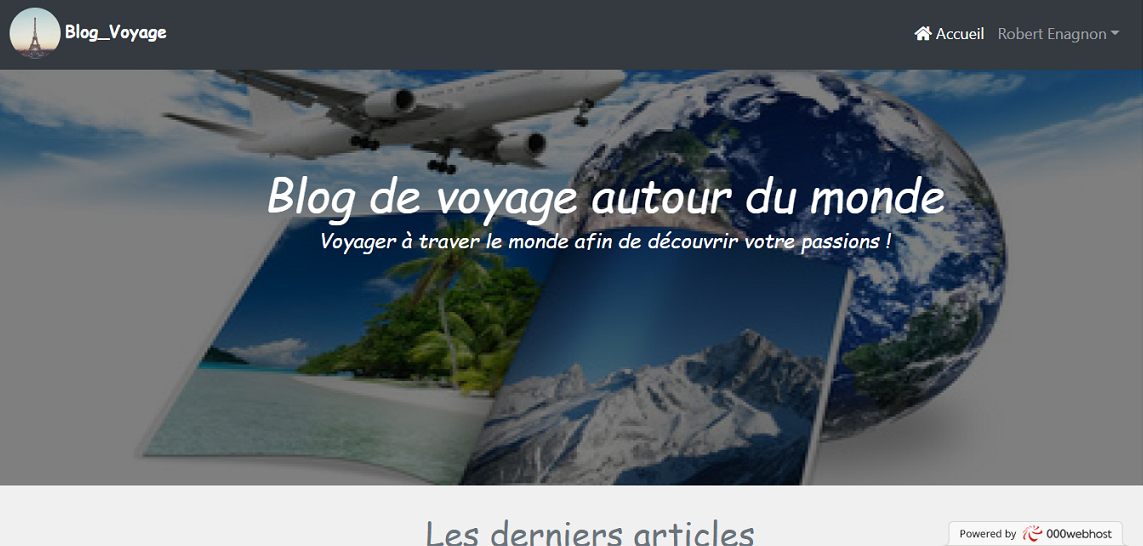 Blog_Voyage
Accueil Robert Enagnon
Blog de voyage autour du monde
Voyager à traver le monde afin de découvrir votre passions !
Les derniers articles
Powered by 000webhost